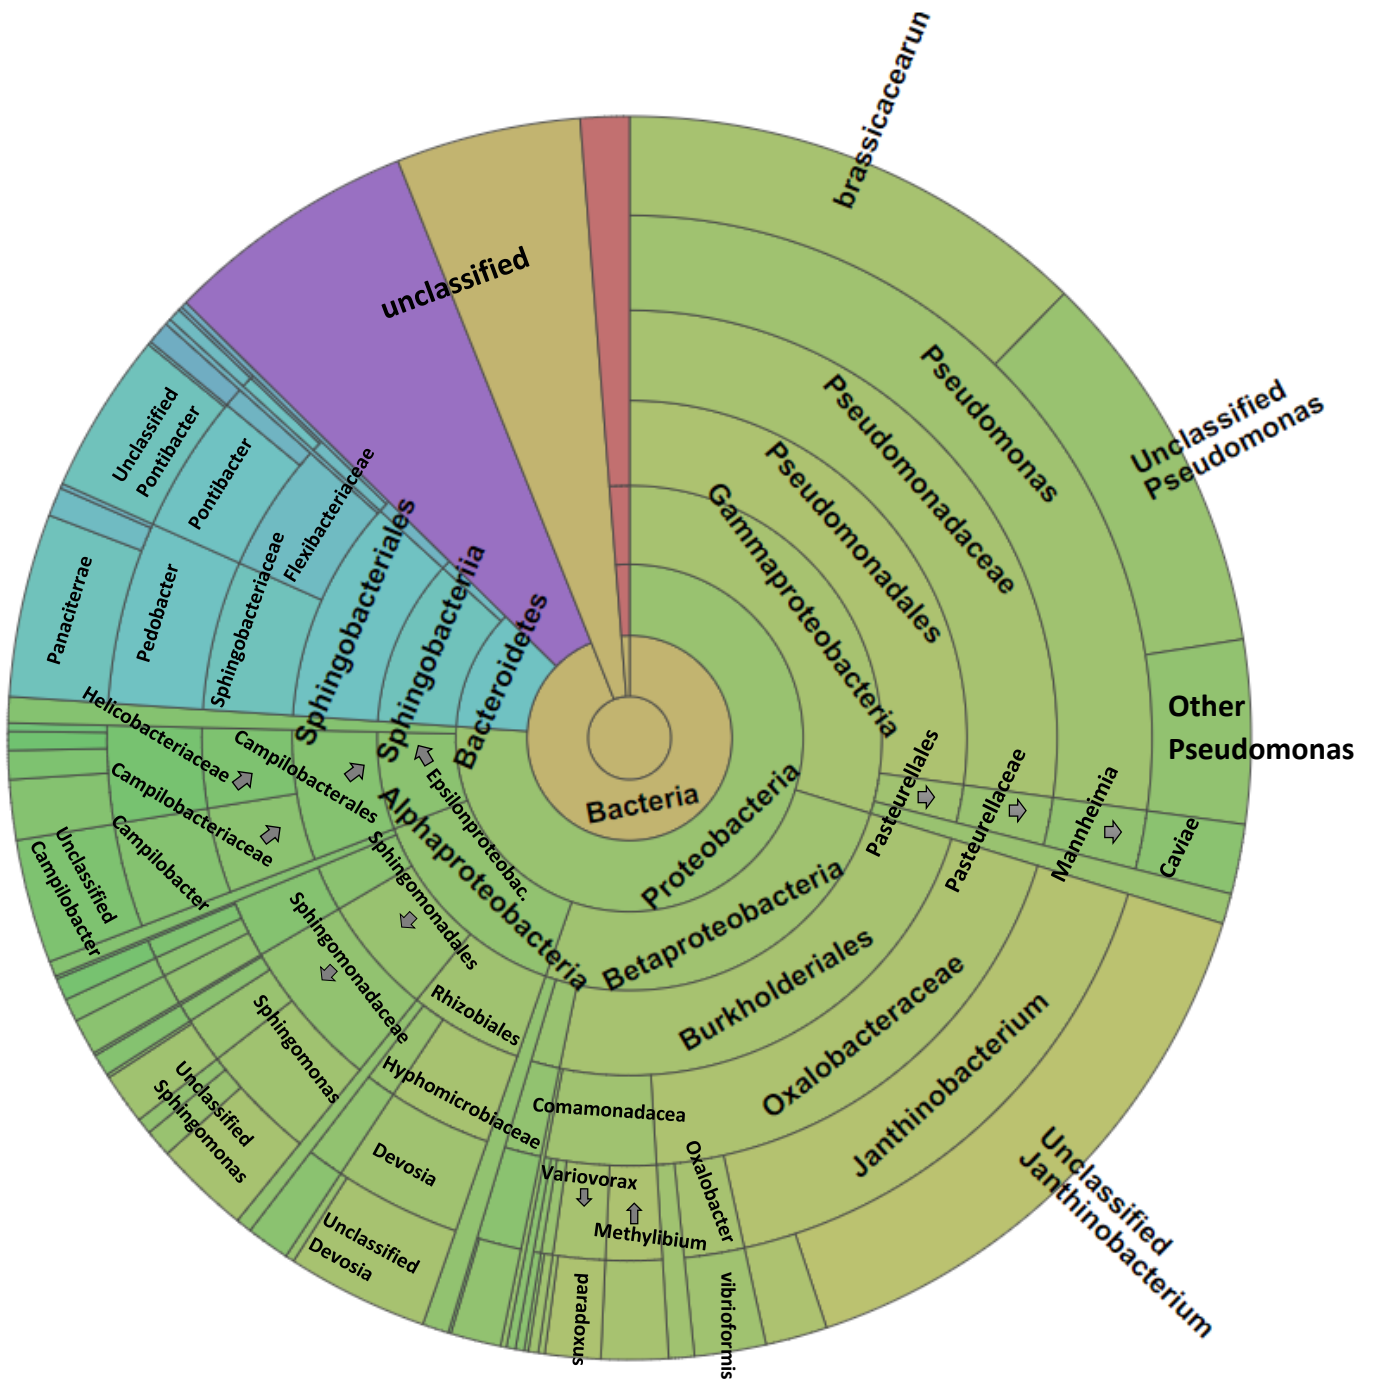 brassicacearun
Unclassified
Pseudomonas
Other
Pseudomonas
Pseudomonas
Pseudomonadaceae
Pseudomonadales
Gammaproteobacteria
Pasteurellales
Pasteurellaceae
Mannheimia
Caviae
Proteobacteria
Bacteria
Betaproteobacteria
Burkholderiales
Oxalobacteraceae
Janthinobacterium
Unclassified
Janthinobacterium
Comamonadacea
Oxalobacter
vibrioformis
Variovorax
Methylibium
paradoxus
Alphaproteobacteria
Rhizobiales
Hyphomicrobiaceae
Devosia
Unclassified
Devosia
Sphingomonadales
Sphingomonadaceae
Sphingomonas
Unclassified
Sphingomonas
Epsilonproteobac.
Campilobacterales
Helicobacteriaceae
Campilobacteriaceae
Campilobacter
Unclassified
Campilobacter
Bacteroidetes
Sphingobacteriia
Sphingobacteriales
Sphingobacteriaceae
Flexibacteriaceae
Pedobacter
Panaciterrae
Pontibacter
Unclassified
Pontibacter
unclassified